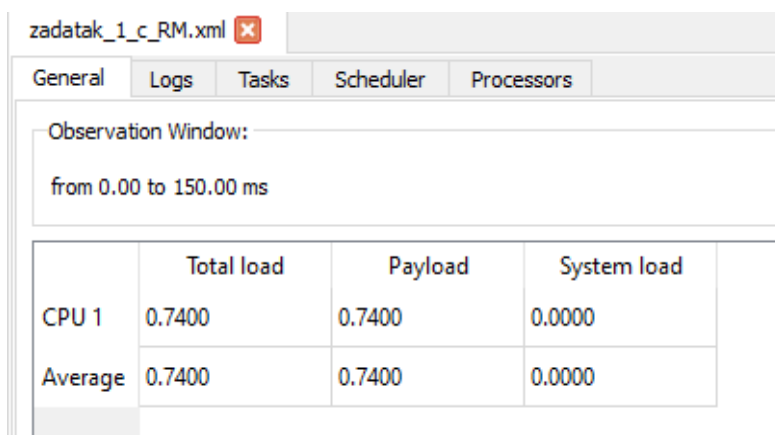 zadatak_1_c_RM.xml
General Logs Tasks Scheduler Processors
Observation Window:
from 0.00 to 150.00 ms
Total load Payload System load
CPU 1 0.7400 0.7400 0.0000
Average 0.7400 0.7400 0.0000